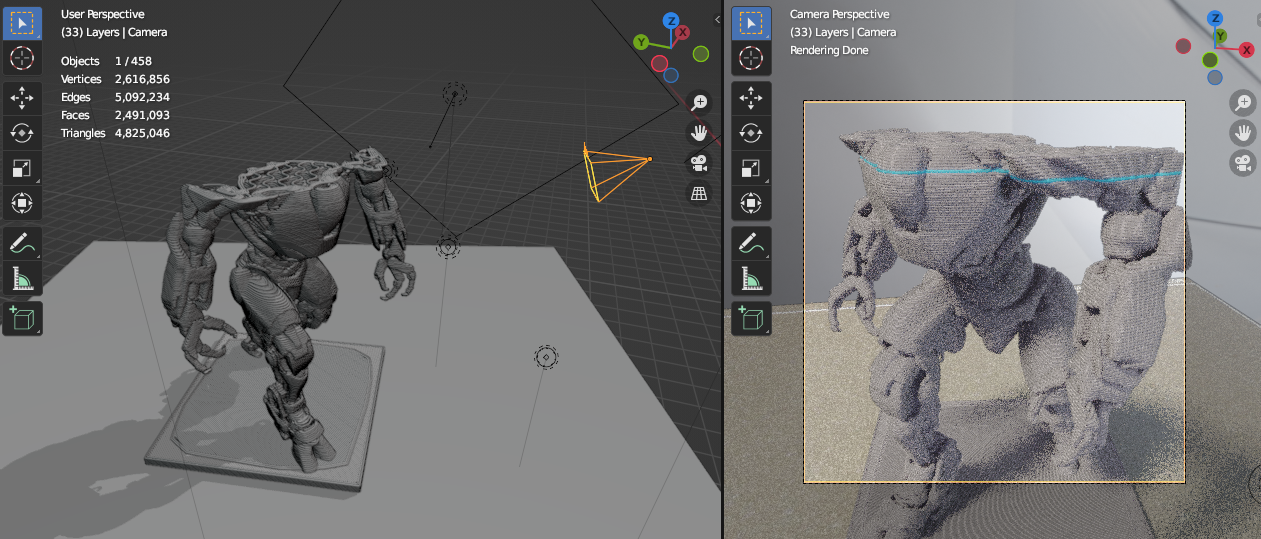 User Perspective
(33) Layers | Camera
Objects 1 / 458
Vertices 2,616,856
Edges 5,092,234
Faces 2,491,093
Triangles 4,825,046
Z
X
Y
Camera Perspective
(33) Layers | Camera
Rendering Done
Z
Y
X